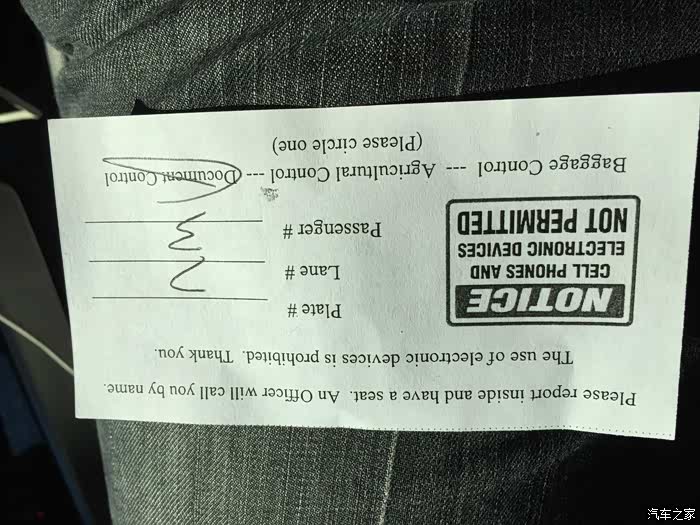 Please report inside and have a seat. An Officer will call you by name.
The use of electronic devices is prohibited. Thank you.
NOTICE
CELL PHONES AND
ELECTRONIC DEVICES
NOT PERMITTED
Plate #
Lane # 2
Passenger # 3
Baggage Control --- Agricultural Control --- Document Control
(Please circle one)
汽车之家